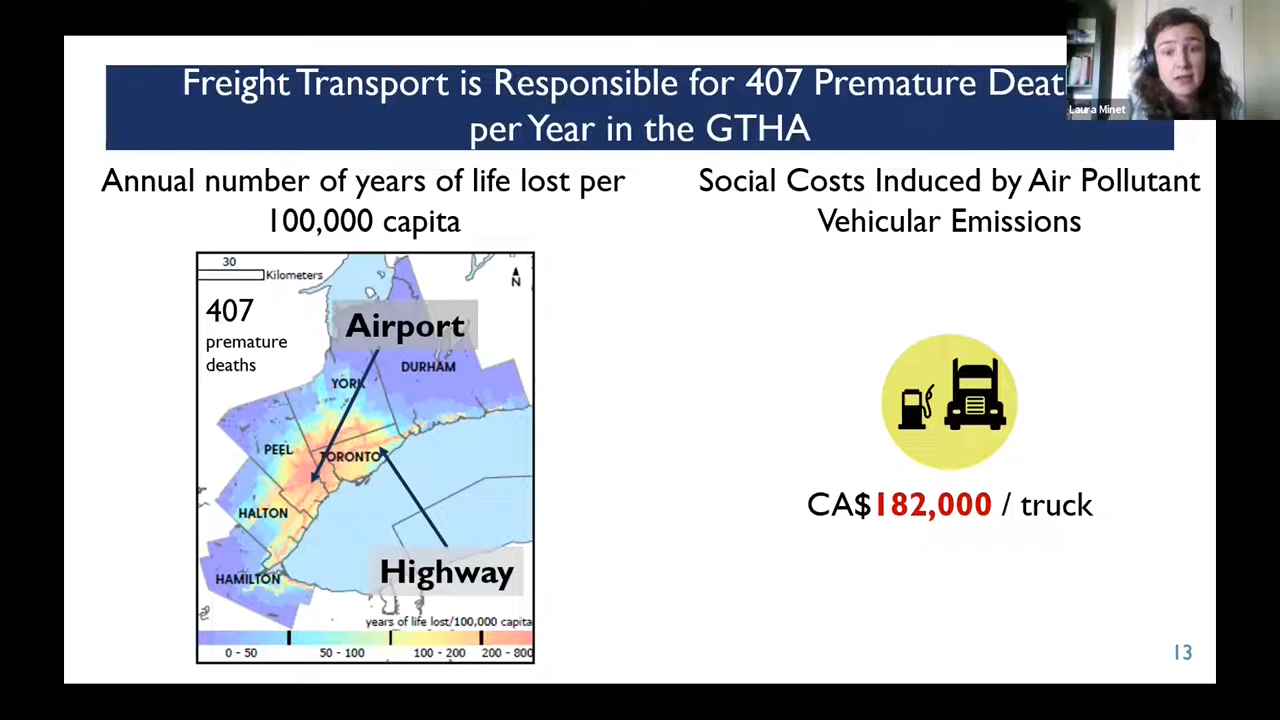 Freight Transport is Responsible for 407 Premature
per Year in the GTHA
Laura Minet
Annual number of years of life lost per
100,000 capita
Social Costs Induced by Air Pollutant
Vehicular Emissions
30
Kilometers
N
407
premature
deaths
Airport
DURHAM
YORK
PEEL
TORONTO
HALTON
HAMILTON
Highway
years of life lost/100,000 capita
0 - 50
50 - 100
100 - 200
200 - 800
CA$182,000 / truck
13